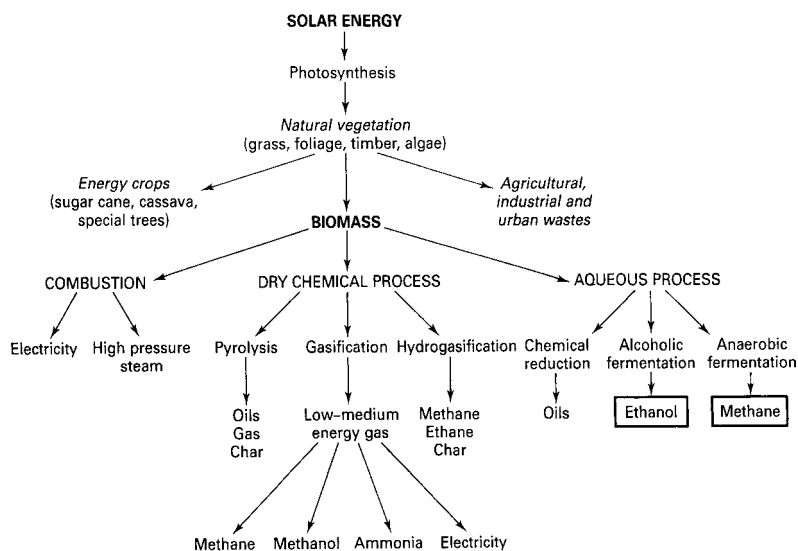 SOLAR ENERGY
Photosynthesis
Natural vegetation
(grass, foliage, timber, algae)
Energy crops
(sugar cane, cassava,
special trees)
Agricultural,
industrial and
urban wastes
BIOMASS
COMBUSTION
DRY CHEMICAL PROCESS
AQUEOUS PROCESS
Electricity
High pressure
steam
Pyrolysis
Gasification
Hydrogasification
Chemical
reduction
Alcoholic
fermentation
Anaerobic
fermentation
Oils
Gas
Char
Low–medium
energy gas
Methane
Ethane
Char
Oils
Ethanol
Methane
Methane
Methanol
Ammonia
Electricity